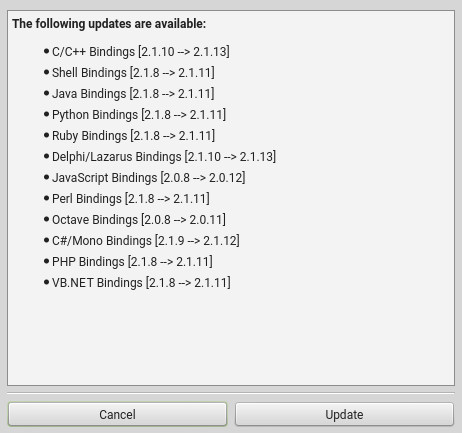 The following updates are available:
● C/C++ Bindings [2.1.10 --> 2.1.13]
● Shell Bindings [2.1.8 --> 2.1.11]
● Java Bindings [2.1.8 --> 2.1.11]
● Python Bindings [2.1.8 --> 2.1.11]
● Ruby Bindings [2.1.8 --> 2.1.11]
● Delphi/Lazarus Bindings [2.1.10 --> 2.1.13]
● JavaScript Bindings [2.0.8 --> 2.0.12]
● Perl Bindings [2.1.8 --> 2.1.11]
● Octave Bindings [2.0.8 --> 2.0.11]
● C#/Mono Bindings [2.1.9 --> 2.1.12]
● PHP Bindings [2.1.8 --> 2.1.11]
● VB.NET Bindings [2.1.8 --> 2.1.11]
Cancel
Update